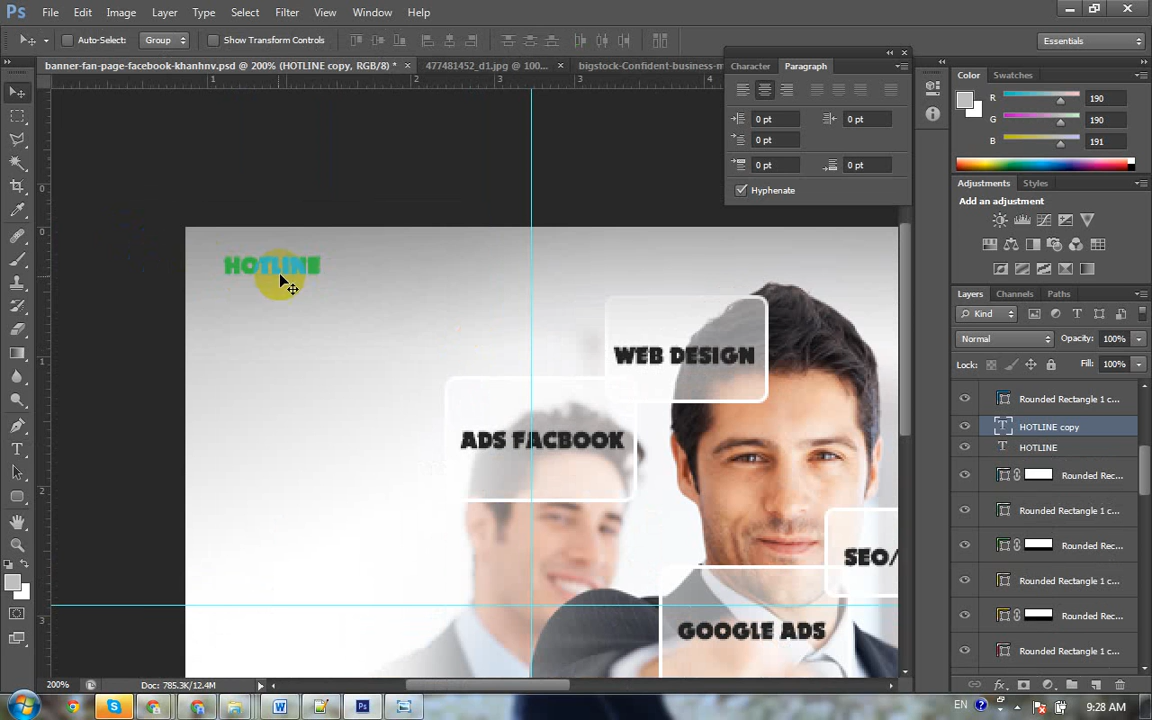 Ps File Edit Image Layer Type Select Filter View Window Help
Auto-Select: Group Show Transform Controls Essentials
banner-fan-page-facebook-khanhnv.psd @ 200% (HOTLINE copy, RGB/8) * × 477481452_d1.jpg @ 100... × bigstock-Confident-business-m
Character Paragraph
0 pt 0 pt
0 pt
0 pt 0 pt
Hyphenate
Color Swatches
R 190
G 190
B 191
Adjustments Styles
Add an adjustment
Layers Channels Paths
Kind
Normal Opacity: 100%
Lock: Fill: 100%
Rounded Rectangle 1 c...
HOTLINE copy
HOTLINE
Rounded Rec...
Rounded Rectangle 1 c...
Rounded Rec...
Rounded Rectangle 1 c...
Rounded Rec...
Rounded Rectangle 1 c...
HOTLINE
WEB DESIGN
ADS FACBOOK
SEO/
GOOGLE ADS
200% Doc: 785.3K/12.4M
EN 9:28 AM